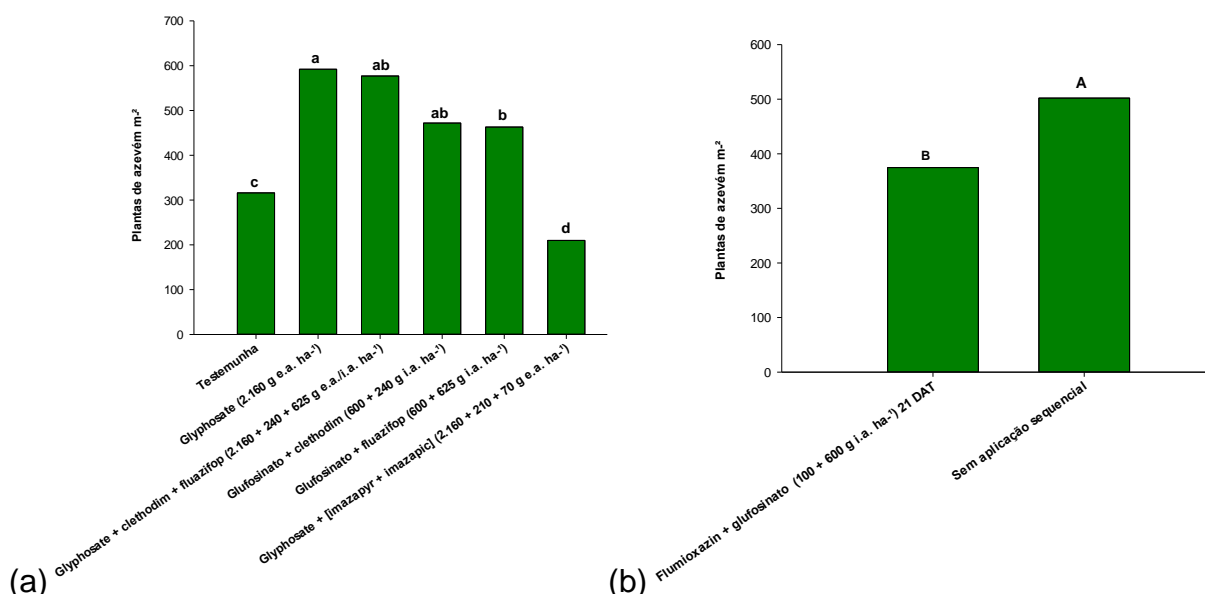 700
600
500
400
300
200
100
0
Plantas de azevém m-²
a
ab
ab
b
c
d
Testemunha
Glyphosate (2.160 g e.a. ha-¹)
Glyphosate + clethodim + fluazifop (2.160 + 240 + 625 g e.a./i.a. ha-¹)
Glufosinato + clethodim (600 + 240 g i.a. ha-¹)
Glufosinato + fluazifop (600 + 625 g i.a. ha-¹)
Glyphosate + [imazapyr + imazapic] (2.160 + 210 + 70 g e.a. ha-¹)
(a)
600
500
400
300
200
100
0
Plantas de azevém m-²
B
A
Flumioxazin + glufosinato (100 + 600 g i.a. ha-¹) 21 DAT
Sem aplicação sequencial
(b)